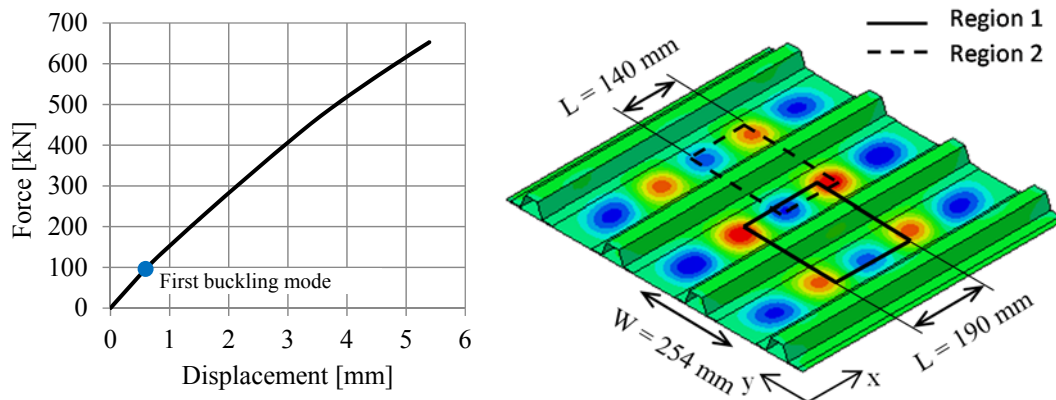 700
600
500
400
300
200
100
0
Force [kN]
First buckling mode
0 1 2 3 4 5 6
Displacement [mm]
Region 1
Region 2
L = 140 mm
W = 254 mm
L = 190 mm
y
x